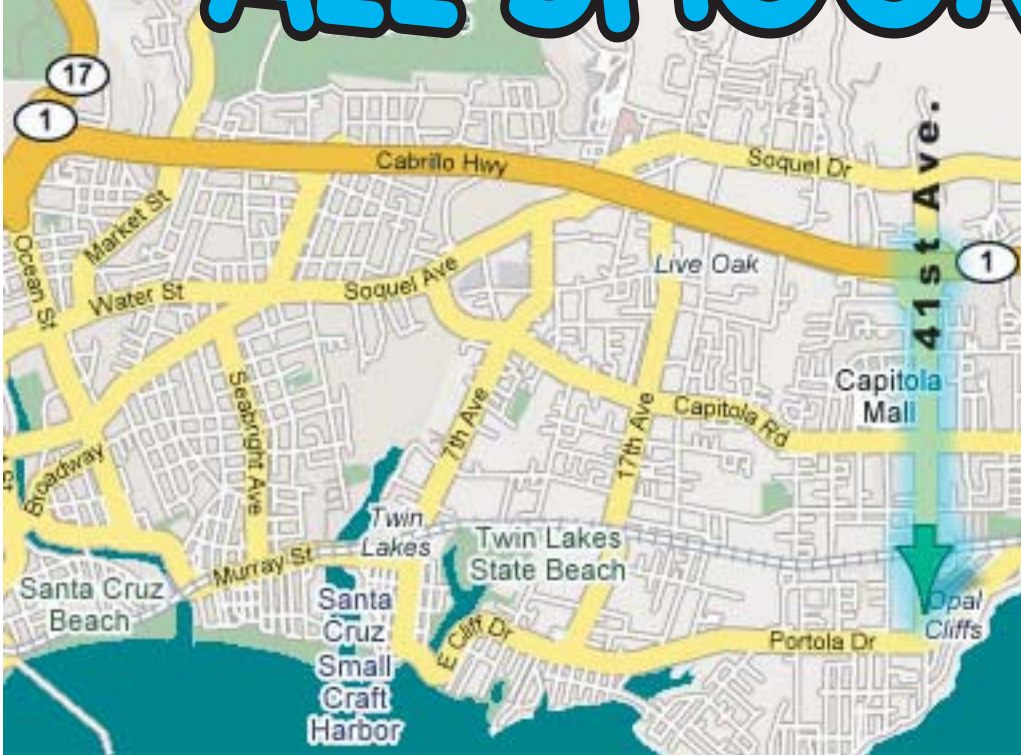 ALL
17
1
Cabrillo Hwy
Soquel Dr
41st Ave.
Market St
Ocean St
Live Oak
1
Water St
Soquel Ave
Capitola
Mall
Seabright Ave
7th Ave
17th Ave
Capitola Rd
Broadway
Twin
Lakes
Twin Lakes
State Beach
Murray St
Santa Cruz
Beach
Santa
Cruz
Small
Craft
Harbor
E Cliff Dr
Portola Dr
Opal
Cliffs